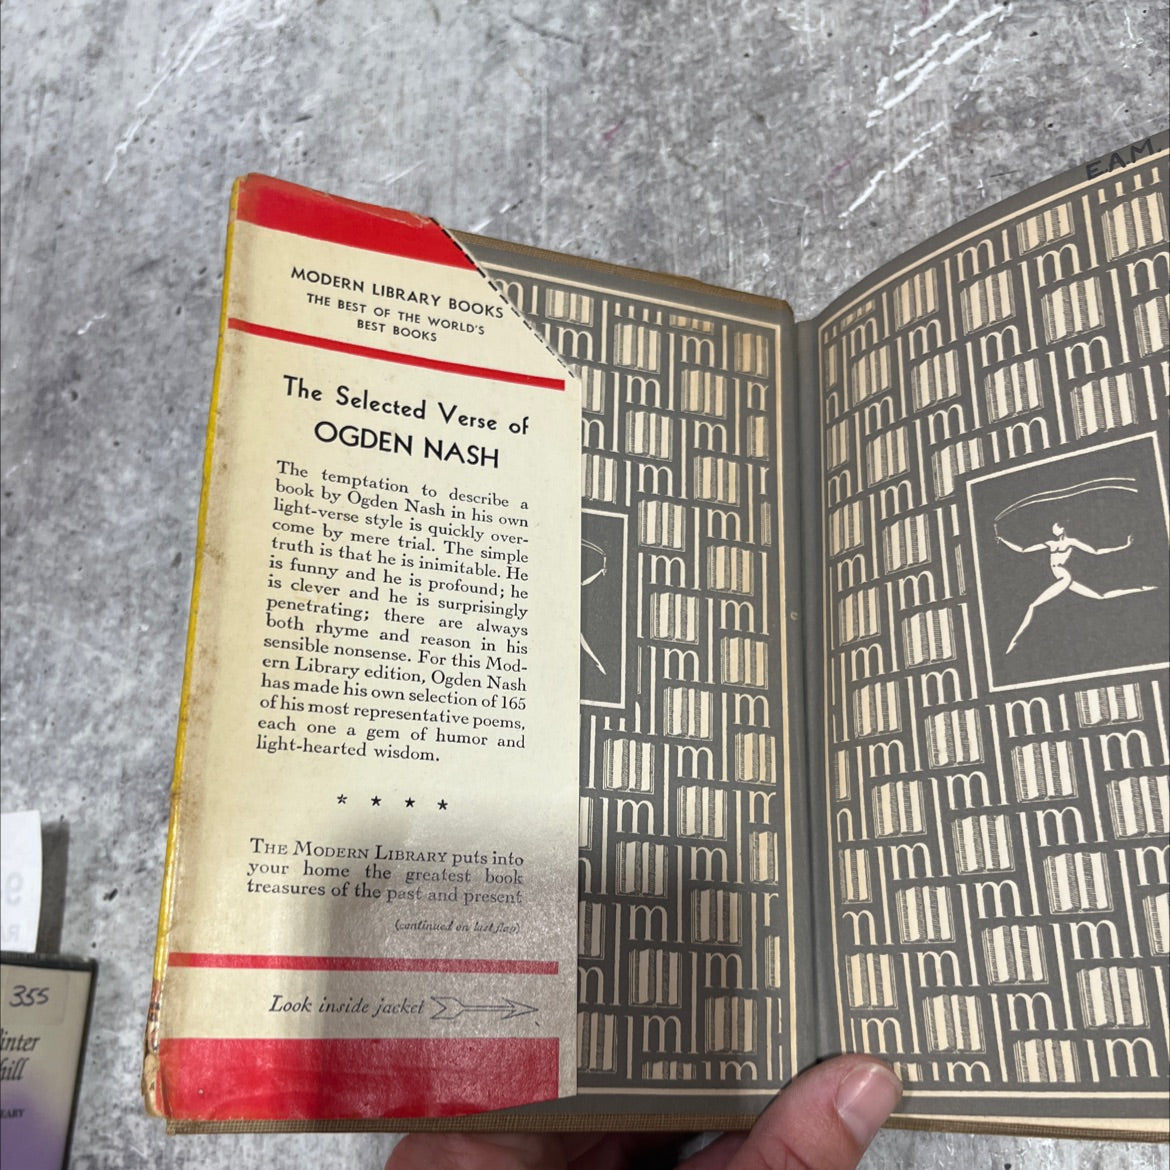 E.A.M.
MODERN LIBRARY BOOKS
THE BEST OF THE WORLD'S
BEST BOOKS
The Selected Verse of
OGDEN NASH
The temptation to describe a
book by Ogden Nash in his own
light-verse style is quickly over-
come by mere trial. The simple
truth is that he is inimitable. He
is funny and he is profound; he
is clever and he is surprisingly
penetrating; there are always
both rhyme and reason in his
sensible nonsense. For this Mod-
ern Library edition, Ogden Nash
has made his own selection of 165
of his most representative poems,
each one a gem of humor and
light-hearted wisdom.
* * * *
THE MODERN LIBRARY puts into
your home the greatest book
treasures of the past and present
(continued on last flap)
Look inside jacket
355